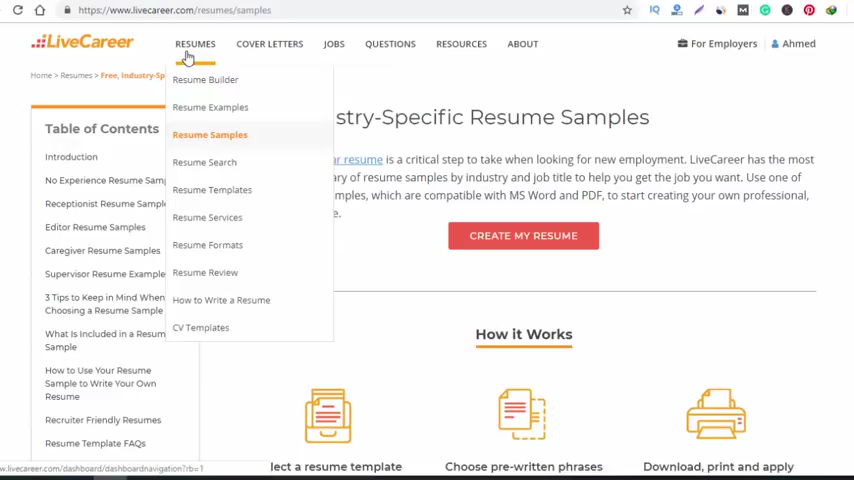 https://www.livecareer.com/resumes/samples
LiveCareer
RESUMES
COVER LETTERS
JOBS
QUESTIONS
RESOURCES
ABOUT
For Employers
Ahmed
Home > Resumes > Free, Industry-Sp
Resume Builder
Resume Examples
Resume Samples
Resume Search
Resume Templates
Resume Services
Resume Formats
Resume Review
How to Write a Resume
CV Templates
Table of Contents
Introduction
No Experience Resume Samp
Receptionist Resume Sample
Editor Resume Samples
Caregiver Resume Samples
Supervisor Resume Example
3 Tips to Keep in Mind When
Choosing a Resume Sample
What Is Included in a Resum
Sample
How to Use Your Resume
Sample to Write Your Own
Resume
Recruiter Friendly Resumes
Resume Template FAQs
stry-Specific Resume Samples
r resume is a critical step to take when looking for new employment. LiveCareer has the most
ary of resume samples by industry and job title to help you get the job you want. Use one of
mples, which are compatible with MS Word and PDF, to start creating your own professional,
e.
CREATE MY RESUME
How it Works
lect a resume template
Choose pre-written phrases
Download, print and apply
w.livecareer.com/dashboard/dashboardnavigation?rb=1